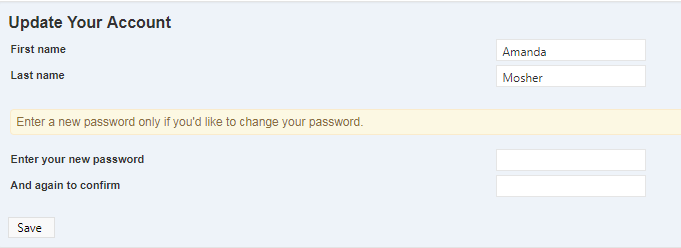 Update Your Account
First name Amanda
Last name Mosher
Enter a new password only if you'd like to change your password.
Enter your new password
And again to confirm
Save